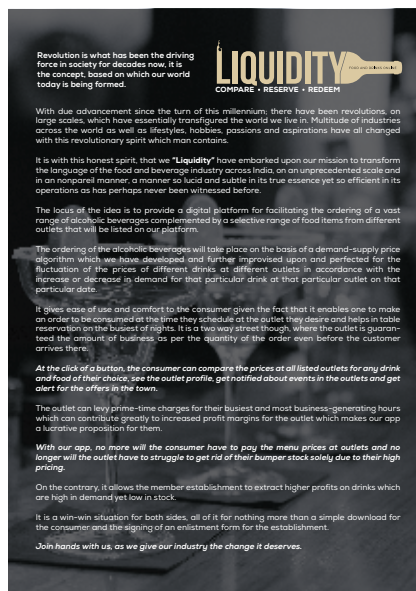 Revolution is what has been the driving
force in society for decades now, it is
the concept, based on which our world
today is being formed.
LIQUIDITY
FOOD AND DRINKS ONLINE
COMPARE • RESERVE • REDEEM
With due advancement since the turn of this millennium; there have been revolutions, on
large scales, which have essentially transfigured the world we live in. Multitude of industries
across the world as well as lifestyles, hobbies, passions and aspirations have all changed
with this revolutionary spirit which man contains.
It is with this honest spirit, that we "Liquidity" have embarked upon our mission to transform
the language of the food and beverage industry across India, on an unprecedented scale and
in an nonpareil manner, a manner so lucid and subtle in its true essence yet so efficient in its
operations as has perhaps never been witnessed before.
The locus of the idea is to provide a digital platform for facilitating the ordering of a vast
range of alcoholic beverages complemented by a selective range of food items from different
outlets that will be listed on our platform.
The ordering of the alcoholic beverages will take place on the basis of a demand-supply price
algorithm which we have developed and further improvised upon and perfected for the
fluctuation of the prices of different drinks at different outlets in accordance with the
increase or decrease in demand for that particular drink at that particular outlet on that
particular date.
It gives ease of use and comfort to the consumer given the fact that it enables one to make
an order to be consumed at the time they schedule at the outlet they desire and helps in table
reservation on the busiest of nights. It is a two way street though, where the outlet is guaran-
teed the amount of business as per the quantity of the order even before the customer
arrives there.
At the click of a button, the consumer can compare the prices at all listed outlets for any drink
and food of their choice, see the outlet profile, get notified about events in the outlets and get
alert for the offers in the town.
The outlet can levy prime-time charges for their busiest and most business-generating hours
which can contribute greatly to increased profit margins for the outlet which makes our app
a lucrative proposition for them.
With our app, no more will the consumer have to pay the menu prices at outlets and no
longer will the outlet have to struggle to get rid of their bumper stock solely due to their high
pricing.
On the contrary, it allows the member establishment to extract higher profits on drinks which
are high in demand yet low in stock.
It is a win-win situation for both sides, all of it for nothing more than a simple download for
the consumer and the signing of an enlistment form for the establishment.
Join hands with us, as we give our industry the change it deserves.